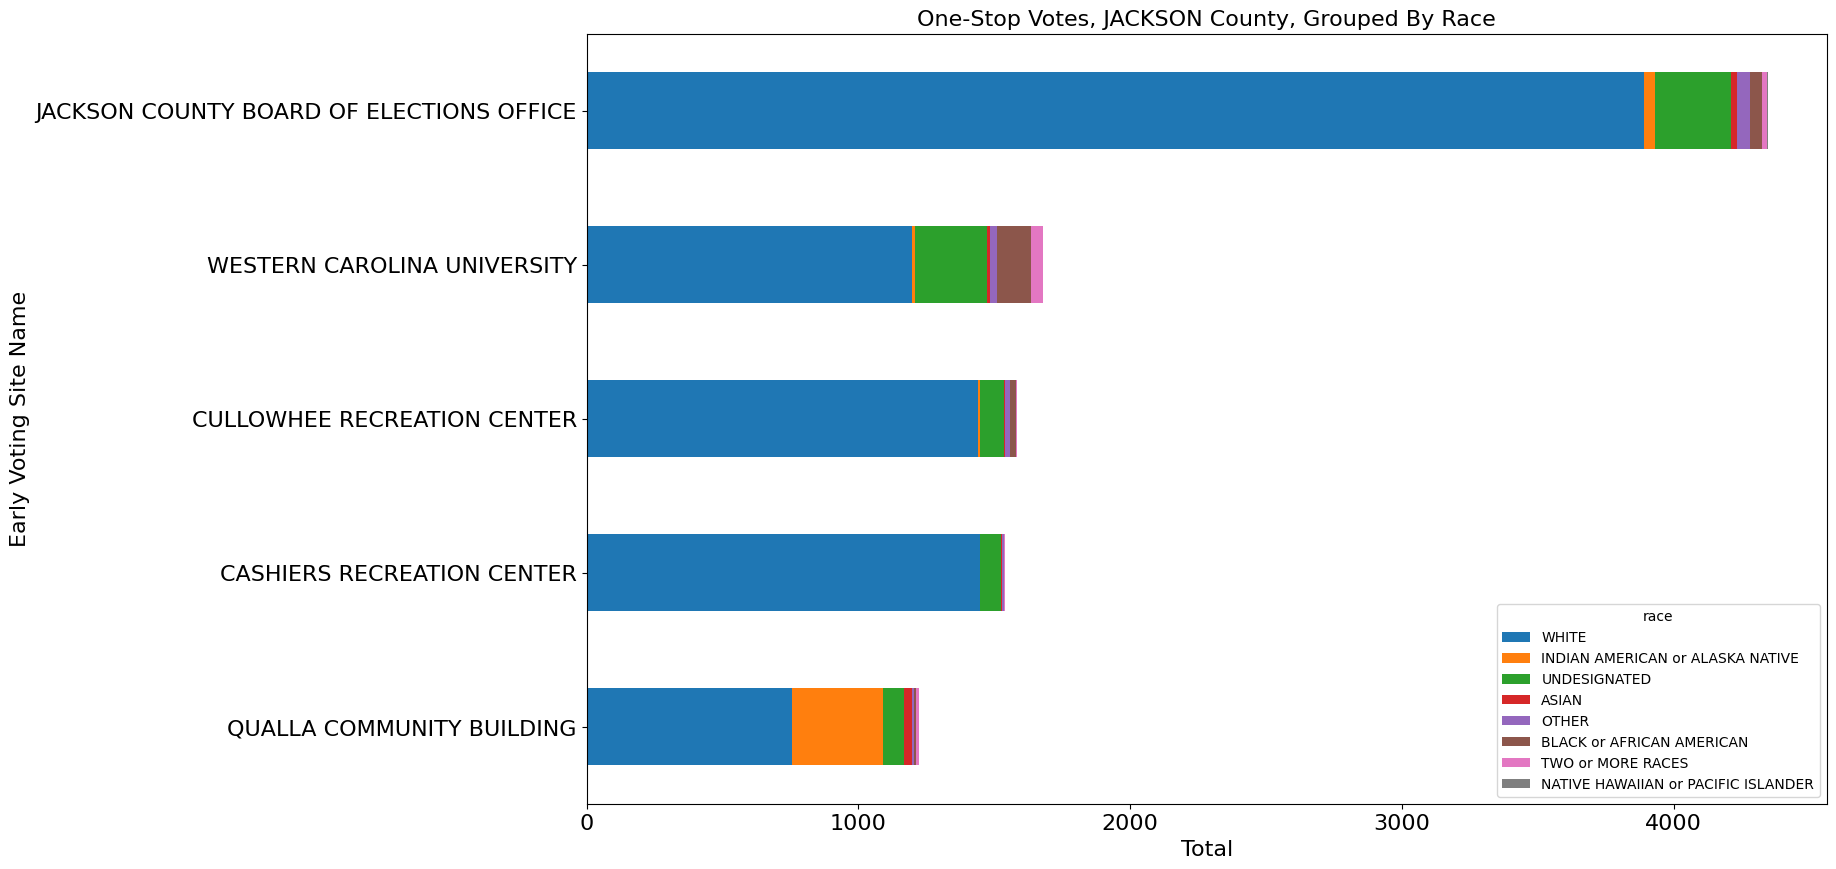 One-Stop Votes, JACKSON County, Grouped By Race
Early Voting Site Name
JACKSON COUNTY BOARD OF ELECTIONS OFFICE
WESTERN CAROLINA UNIVERSITY
CULLOWHEE RECREATION CENTER
CASHIERS RECREATION CENTER
QUALLA COMMUNITY BUILDING
race
WHITE
INDIAN AMERICAN or ALASKA NATIVE
UNDESIGNATED
ASIAN
OTHER
BLACK or AFRICAN AMERICAN
TWO or MORE RACES
NATIVE HAWAIIAN or PACIFIC ISLANDER
0 1000 2000 3000 4000
Total